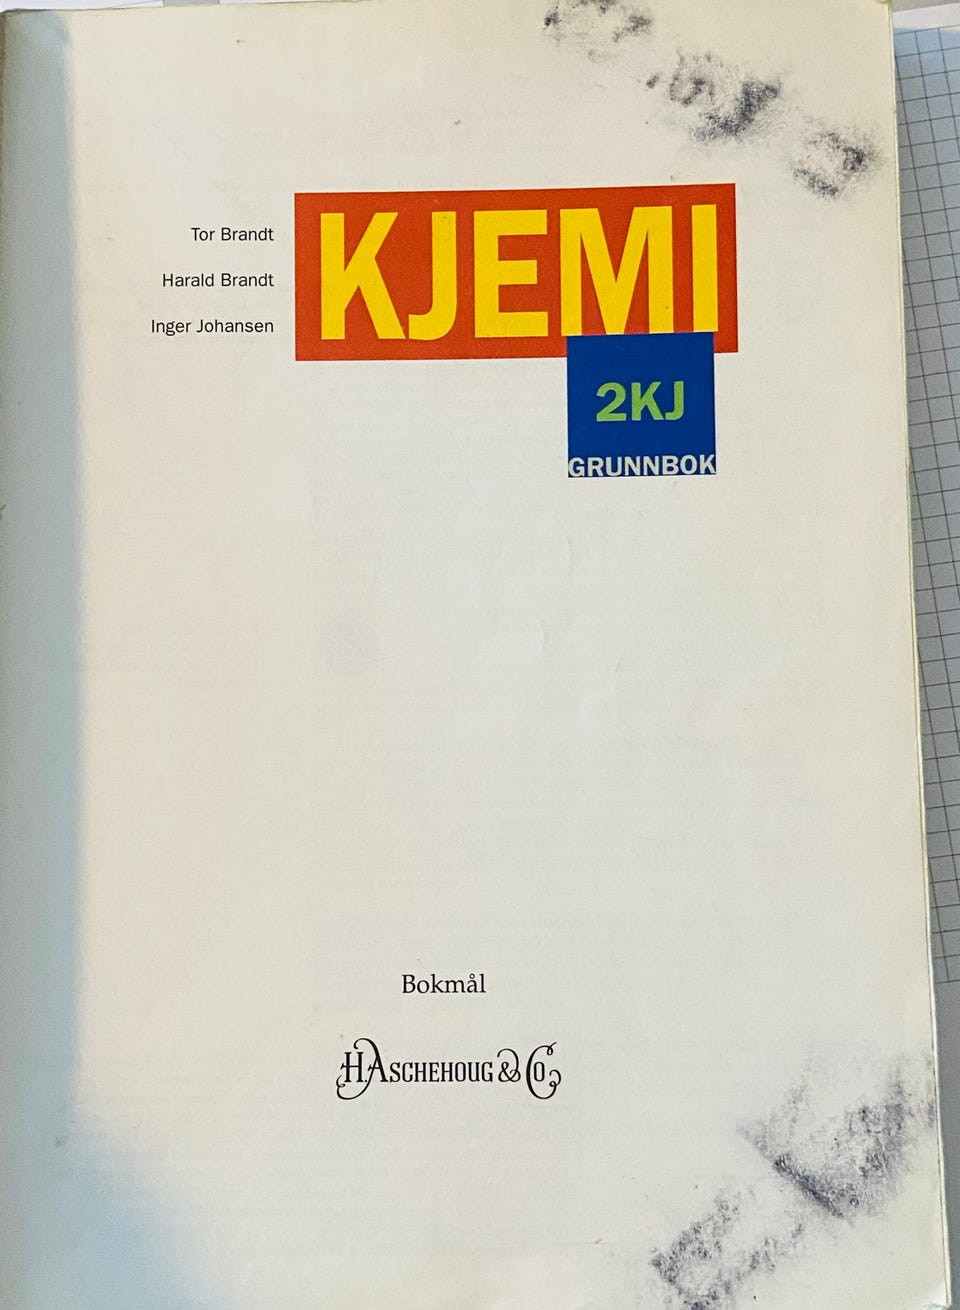 Tor Brandt
Harald Brandt
Inger Johansen
KJEMI
2KJ
GRUNNBOK
Bokmål
H. ASCHEHOUG & CO.